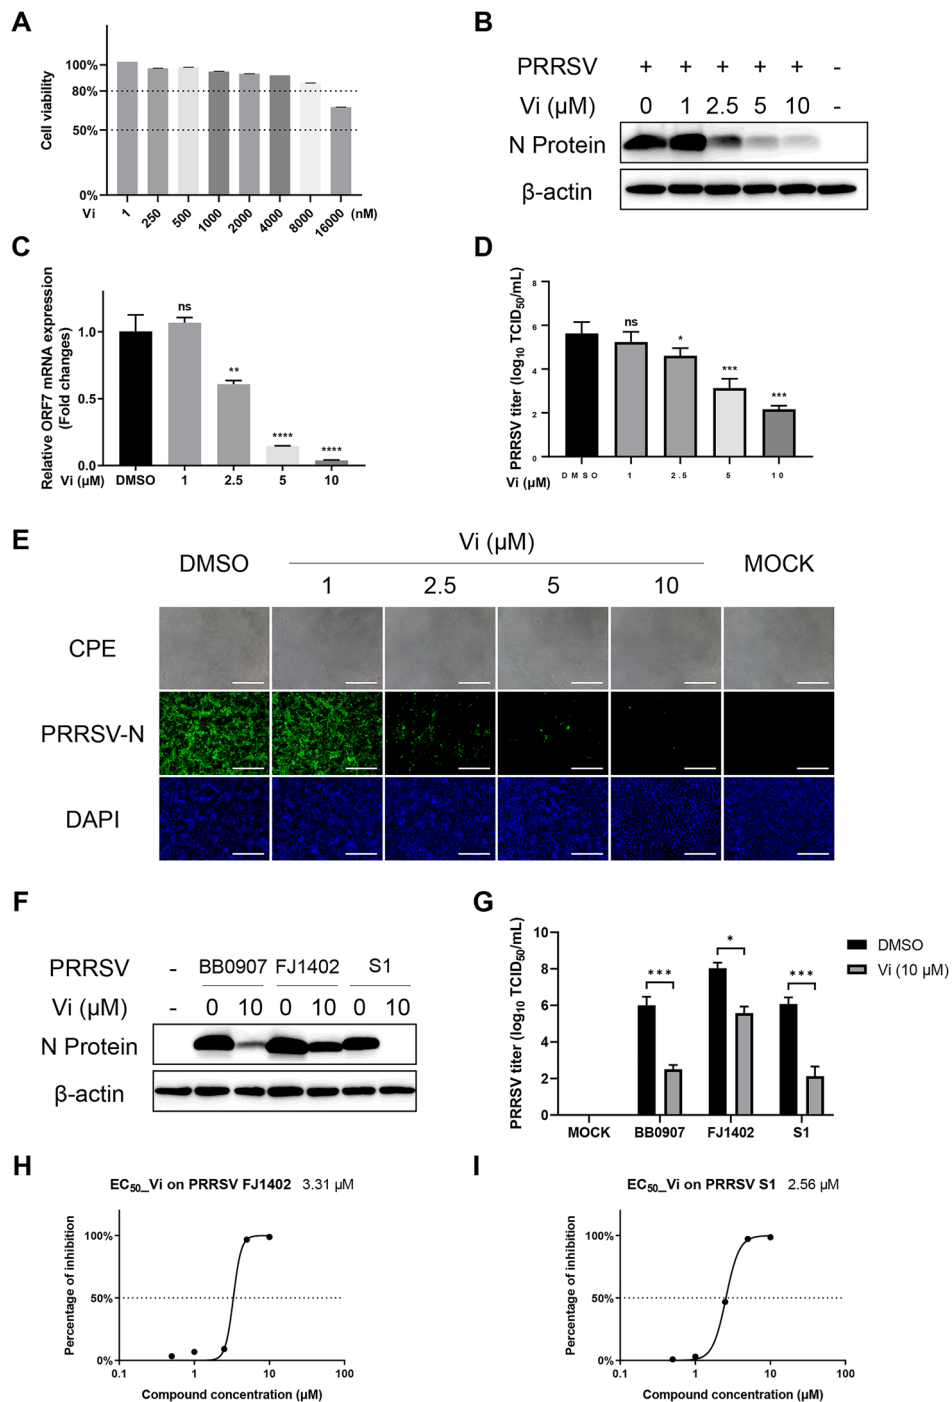 A
Cell viability
100%
80%
50%
0%
Vi 1 250 500 1000 2000 4000 8000 16000 (nM)
B
PRRSV + + + + + -
Vi (μM) 0 1 2.5 5 10 -
N Protein
β-actin
C
Relative ORF7 mRNA expression
(Fold changes)
1.0
0.5
0.0
ns
**
****
****
Vi (μM) DMSO 1 2.5 5 10
D
PRRSV titer (log10 TCID50/mL)
8
6
4
2
0
ns
*
***
***
Vi (μM) DMSO 1 2.5 5 10
E
Vi (μM)
DMSO 1 2.5 5 10 MOCK
CPE
PRRSV-N
DAPI
F
PRRSV - BB0907 FJ1402 S1
Vi (μM) - 0 10 0 10 0 10
N Protein
β-actin
G
PRRSV titer (log10 TCID50/mL)
10
8
6
4
2
0
***
*
***
MOCK BB0907 FJ1402 S1
DMSO
Vi (10 μM)
H
EC50_Vi on PRRSV FJ1402 3.31 μM
Percentage of inhibition
100%
50%
0%
0.1 1 10 100
Compound concentration (μM)
I
EC50_Vi on PRRSV S1 2.56 μM
Percentage of inhibition
100%
50%
0%
0.1 1 10 100
Compound concentration (μM)